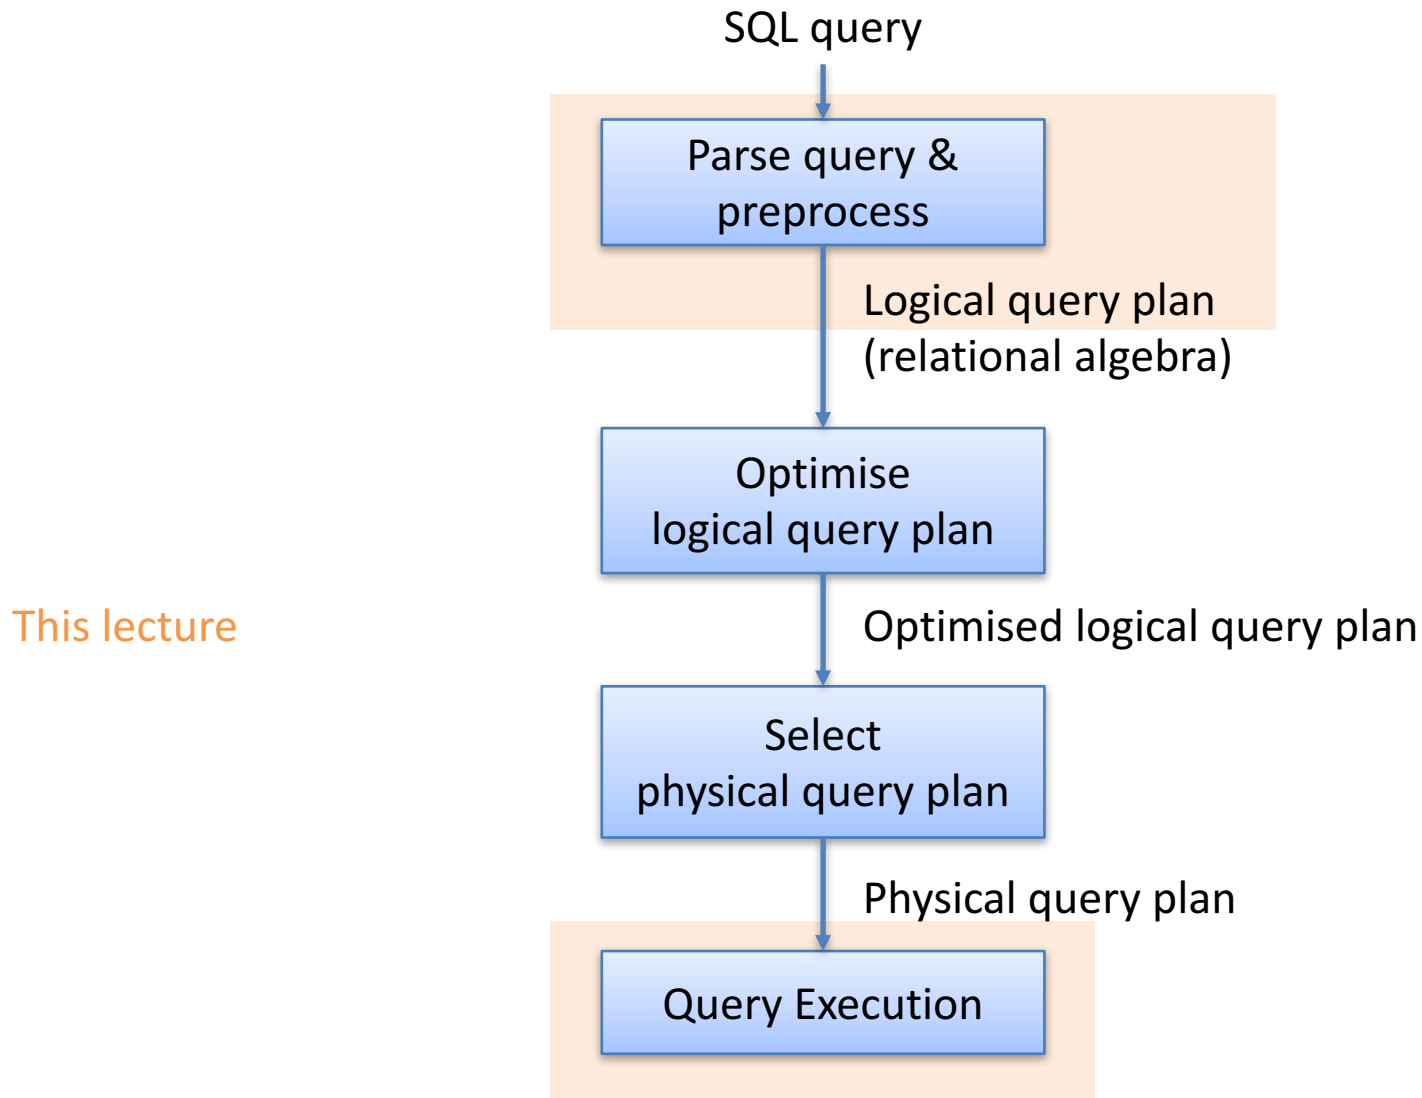 SQL query
Parse query &
preprocess
Logical query plan
(relational algebra)
Optimise
logical query plan
This lecture
Optimised logical query plan
Select
physical query plan
Physical query plan
Query Execution